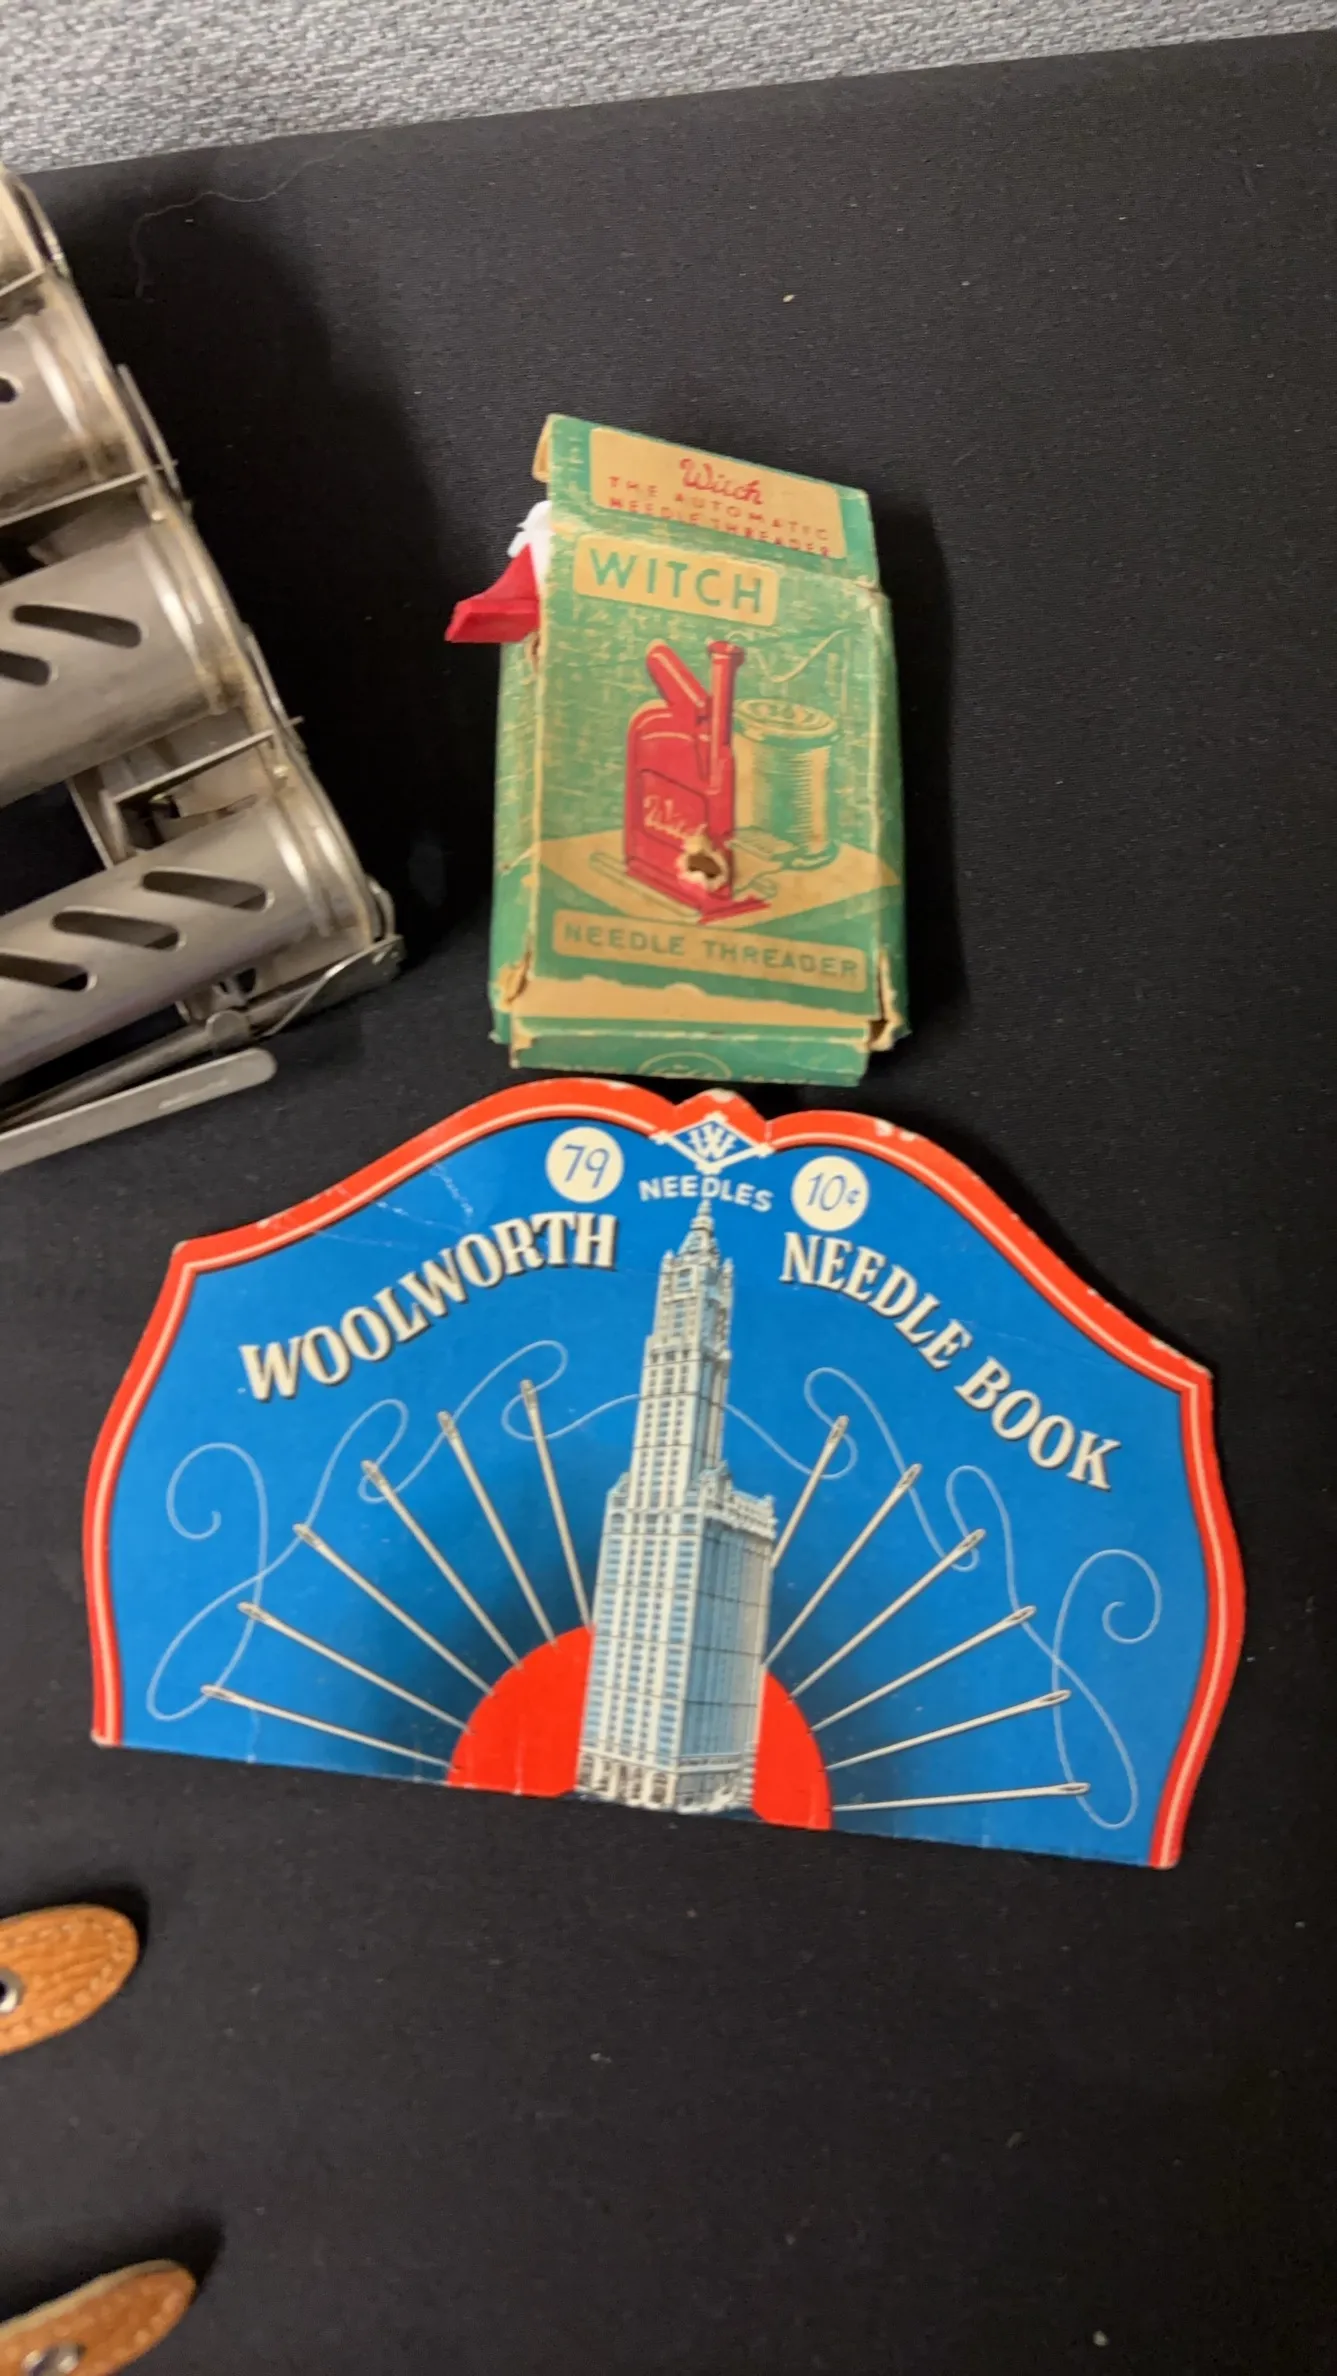 Witch
THE AUTOMATIC
NEEDLE THREADER
WITCH
Witch
NEEDLE THREADER
W
79
NEEDLES
10¢
WOOLWORTH
NEEDLE BOOK